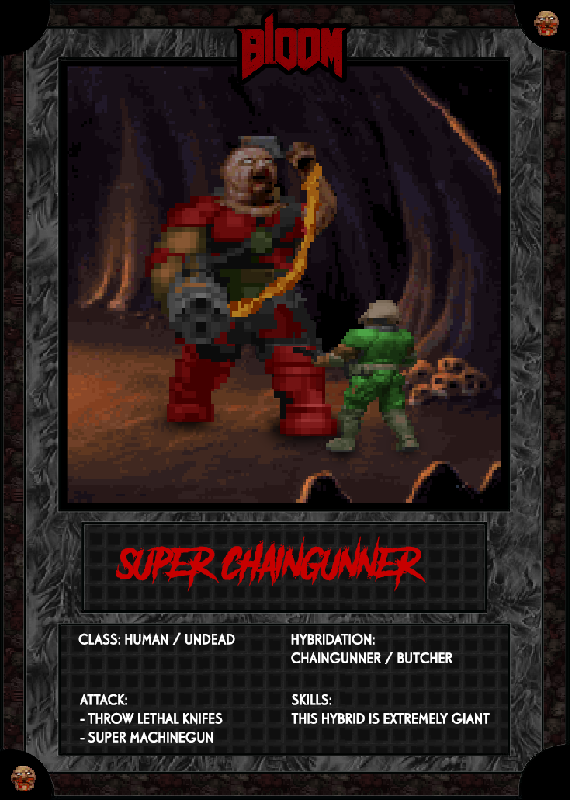 BLOOM
SUPER CHAINGUNNER
CLASS: HUMAN / UNDEAD
HYBRIDATION:
CHAINGUNNER / BUTCHER
ATTACK:
- THROW LETHAL KNIFES
- SUPER MACHINEGUN
SKILLS:
THIS HYBRID IS EXTREMELY GIANT